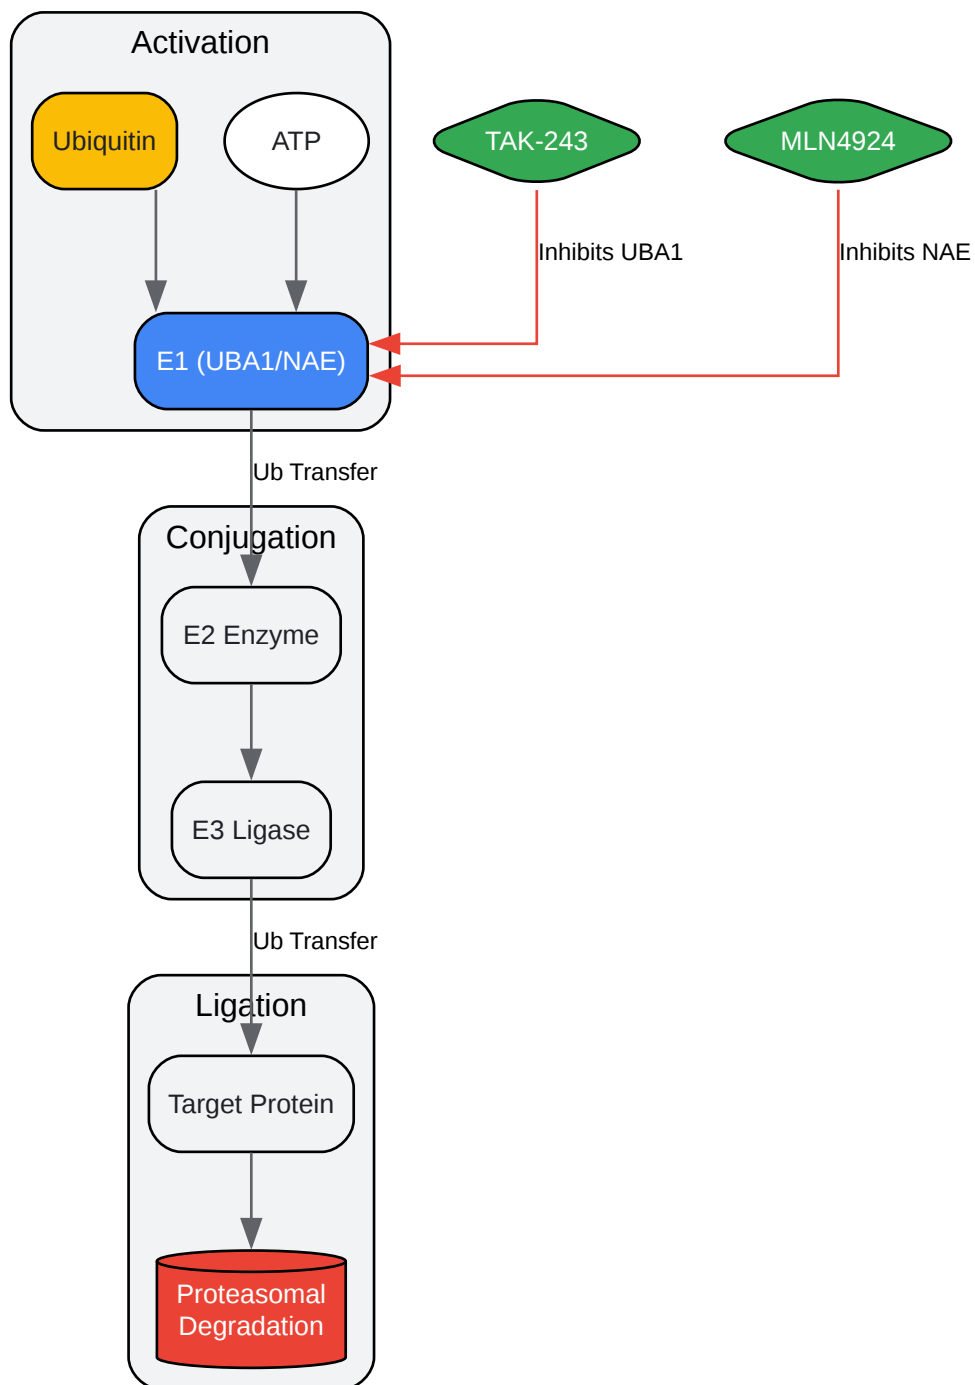 Activation
Ubiquitin
ATP
TAK-243
MLN4924
Inhibits UBA1
Inhibits NAE
E1 (UBA1/NAE)
Ub Transfer
Conjugation
E2 Enzyme
E3 Ligase
Ub Transfer
Ligation
Target Protein
Proteasomal
Degradation